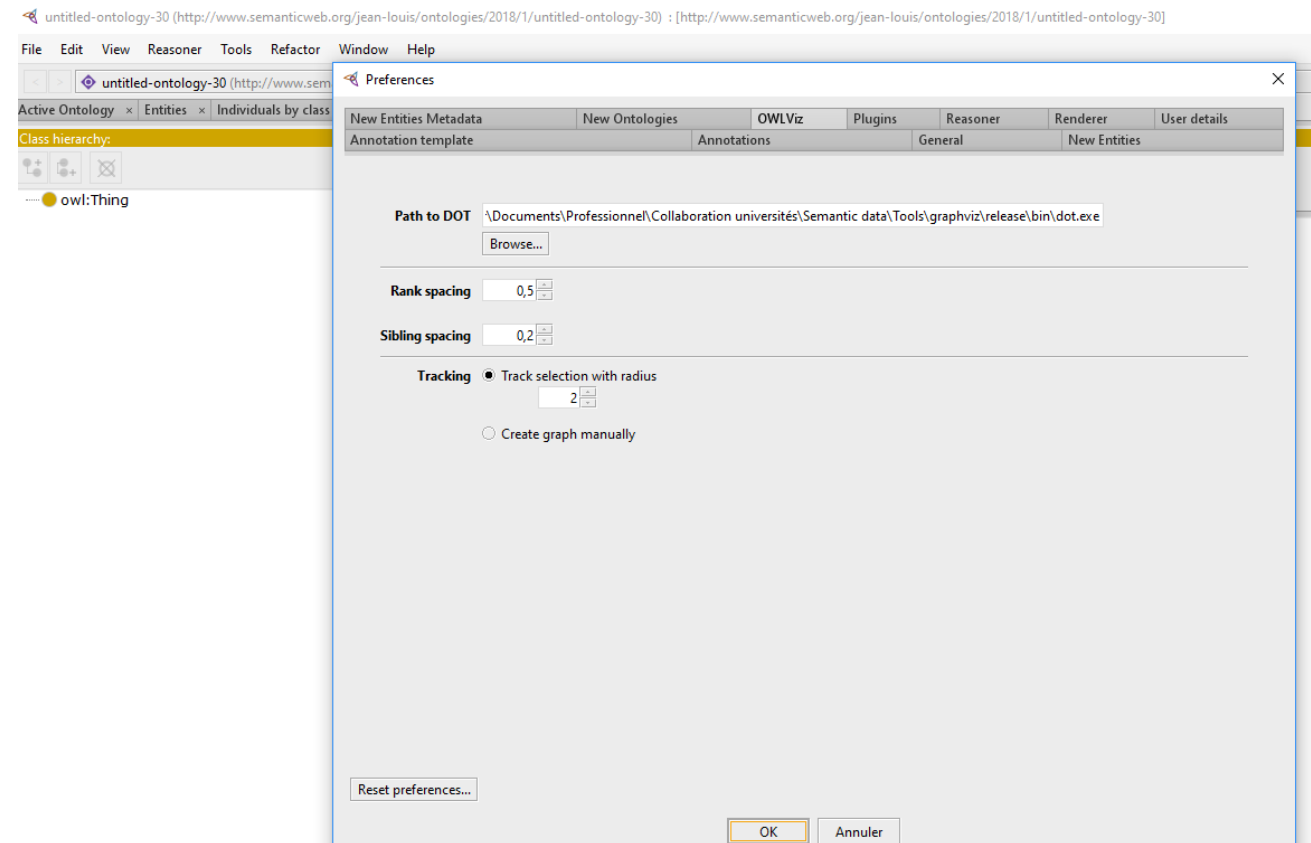 untitled-ontology-30 (http://www.semanticweb.org/jean-louis/ontologies/2018/1/untitled-ontology-30) : [http://www.semanticweb.org/jean-louis/ontologies/2018/1/untitled-ontology-30]
File Edit View Reasoner Tools Refactor Window Help
< > untitled-ontology-30 (http://www.sem
Preferences
Active Ontology × Entities × Individuals by class
New Entities Metadata New Ontologies OWLViz Plugins Reasoner Renderer User details
Class hierarchy:
Annotation template Annotations General New Entities
owl:Thing
Path to DOT \Documents\Professionnel\Collaboration universités\Semantic data\Tools\graphviz\release\bin\dot.exe
Browse...
Rank spacing 0,5
Sibling spacing 0,2
Tracking Track selection with radius
2
Create graph manually
Reset preferences...
OK Annuler